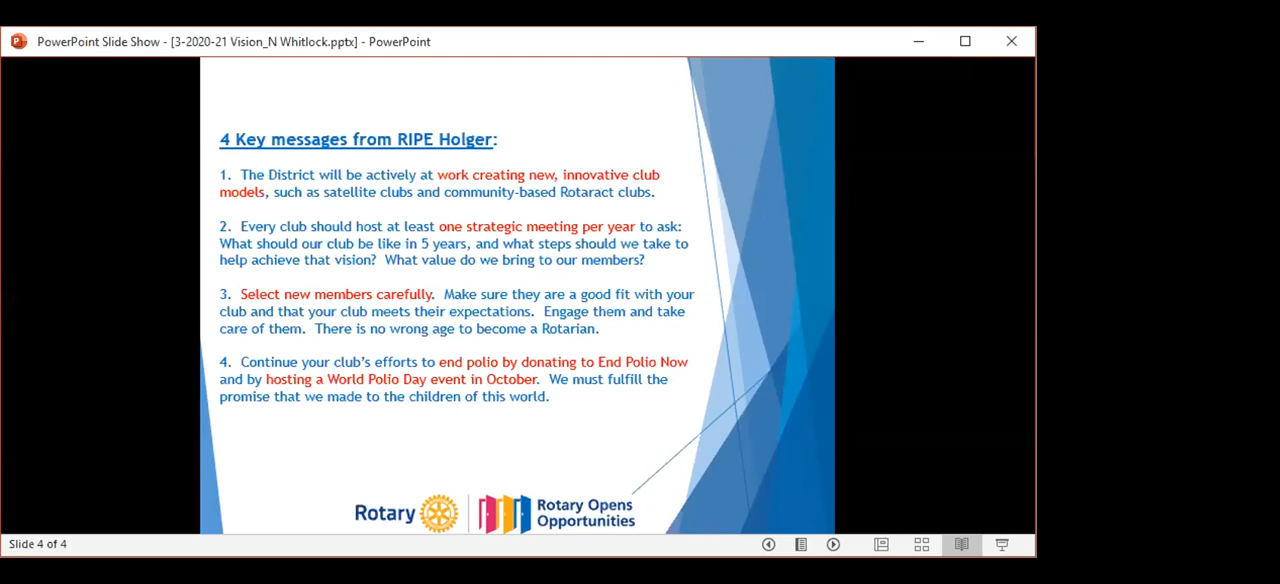 PowerPoint Slide Show - [3-2020-21 Vision_N Whitlock.pptx] - PowerPoint
4 Key messages from RIPE Holger:
1. The District will be actively at work creating new, innovative club
models, such as satellite clubs and community-based Rotaract clubs.
2. Every club should host at least one strategic meeting per year to ask:
What should our club be like in 5 years, and what steps should we take to
help achieve that vision? What value do we bring to our members?
3. Select new members carefully. Make sure they are a good fit with your
club and that your club meets their expectations. Engage them and take
care of them. There is no wrong age to become a Rotarian.
4. Continue your club's efforts to end polio by donating to End Polio Now
and by hosting a World Polio Day event in October. We must fulfill the
promise that we made to the children of this world.
Rotary
Rotary Opens
Opportunities
Slide 4 of 4